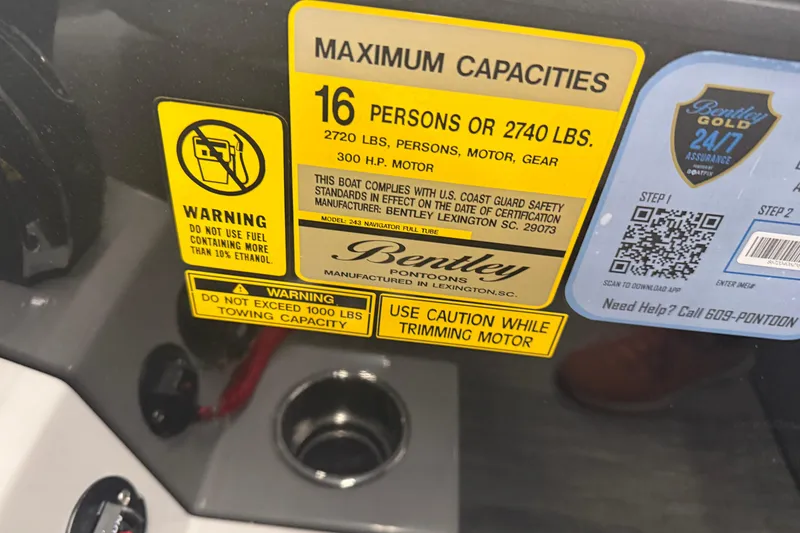 MAXIMUM CAPACITIES
16 PERSONS OR 2740 LBS.
2720 LBS, PERSONS, MOTOR, GEAR
300 H.P. MOTOR
THIS BOAT COMPLIES WITH U.S. COAST GUARD SAFETY
STANDARDS IN EFFECT ON THE DATE OF CERTIFICATION
MANUFACTURER: BENTLEY LEXINGTON SC. 29073
MODEL: 243 NAVIGATOR FULL TUBE
Bentley
PONTOONS
MANUFACTURED IN LEXINGTON,SC.
WARNING
DO NOT USE FUEL
CONTAINING MORE
THAN 10% ETHANOL.
WARNING
DO NOT EXCEED 1000 LBS
TOWING CAPACITY
USE CAUTION WHILE
TRIMMING MOTOR
Bentley
GOLD
24/7
ASSURANCE
POWERED BY
BOATFIX
STEP 1
SCAN TO DOWNLOAD APP
STEP 2
ENTER IMEI#
Need Help? Call 609-PONTOON